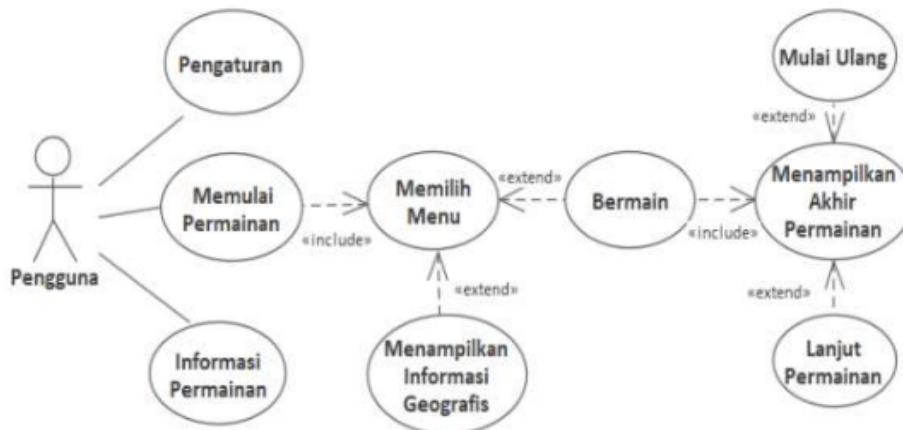 Pengguna
Pengaturan
Memulai
Permainan
Informasi
Permainan
«include»
Memilih
Menu
«extend»
Menampilkan
Informasi
Geografis
«extend»
Bermain
«include»
Mulai Ulang
«extend»
Menampilkan
Akhir
Permainan
«extend»
Lanjut
Permainan